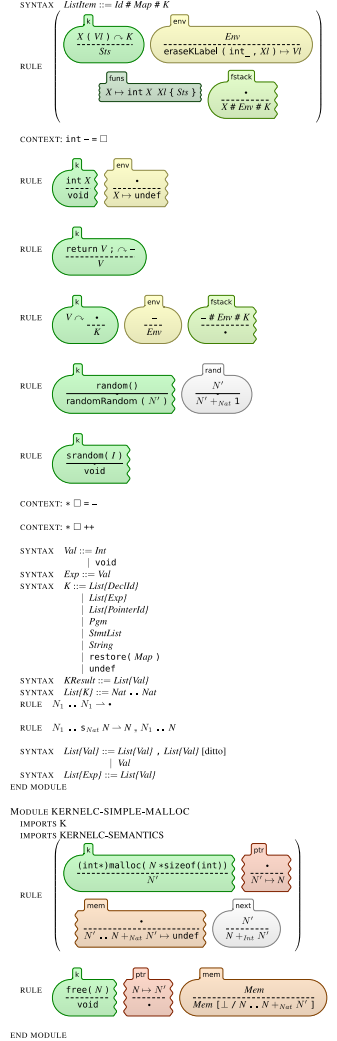 SYNTAX ListItem ::= Id # Map # K
k
X ( Vl ) ↷ K
Sts
env
Env
eraseKLabel ( int_ , Xl ) ↦ Vl
RULE
funs
X ↦ int X Xl { Sts }
fstack
•
X # Env # K
CONTEXT: int − = □
RULE
k
int X
void
env
•
X ↦ undef
RULE
k
return V ; ↷ −
V
RULE
k
V ↷ •
K
env
−
Env
fstack
− # Env # K
•
RULE
k
random()
randomRandom ( N′ )
rand
N′
N′ +Nat 1
RULE
k
srandom( I )
void
CONTEXT: * □ = −
CONTEXT: * □ ++
SYNTAX Val ::= Int
| void
SYNTAX Exp ::= Val
SYNTAX K ::= List{DeclId}
| List{Exp}
| List{PointerId}
| Pgm
| StmtList
| String
| restore( Map )
| undef
SYNTAX KResult ::= List{Val}
SYNTAX List{K} ::= Nat .. Nat
RULE N1 .. N1 ⇀ •
RULE N1 .. sNat N ⇀ N , N1 .. N
SYNTAX List{Val} ::= List{Val} , List{Val} [ditto]
| Val
SYNTAX List{Exp} ::= List{Val}
END MODULE
MODULE KERNELC-SIMPLE-MALLOC
IMPORTS K
IMPORTS KERNELC-SEMANTICS
k
(int*)malloc( N *sizeof(int))
N′
ptr
•
N′ ↦ N
RULE
mem
•
N′ .. N +Nat N′ ↦ undef
next
N′
N +Int N′
RULE
k
free( N )
void
ptr
N ↦ N′
•
mem
Mem
Mem [⊥ / N .. N +Nat N′ ]
END MODULE